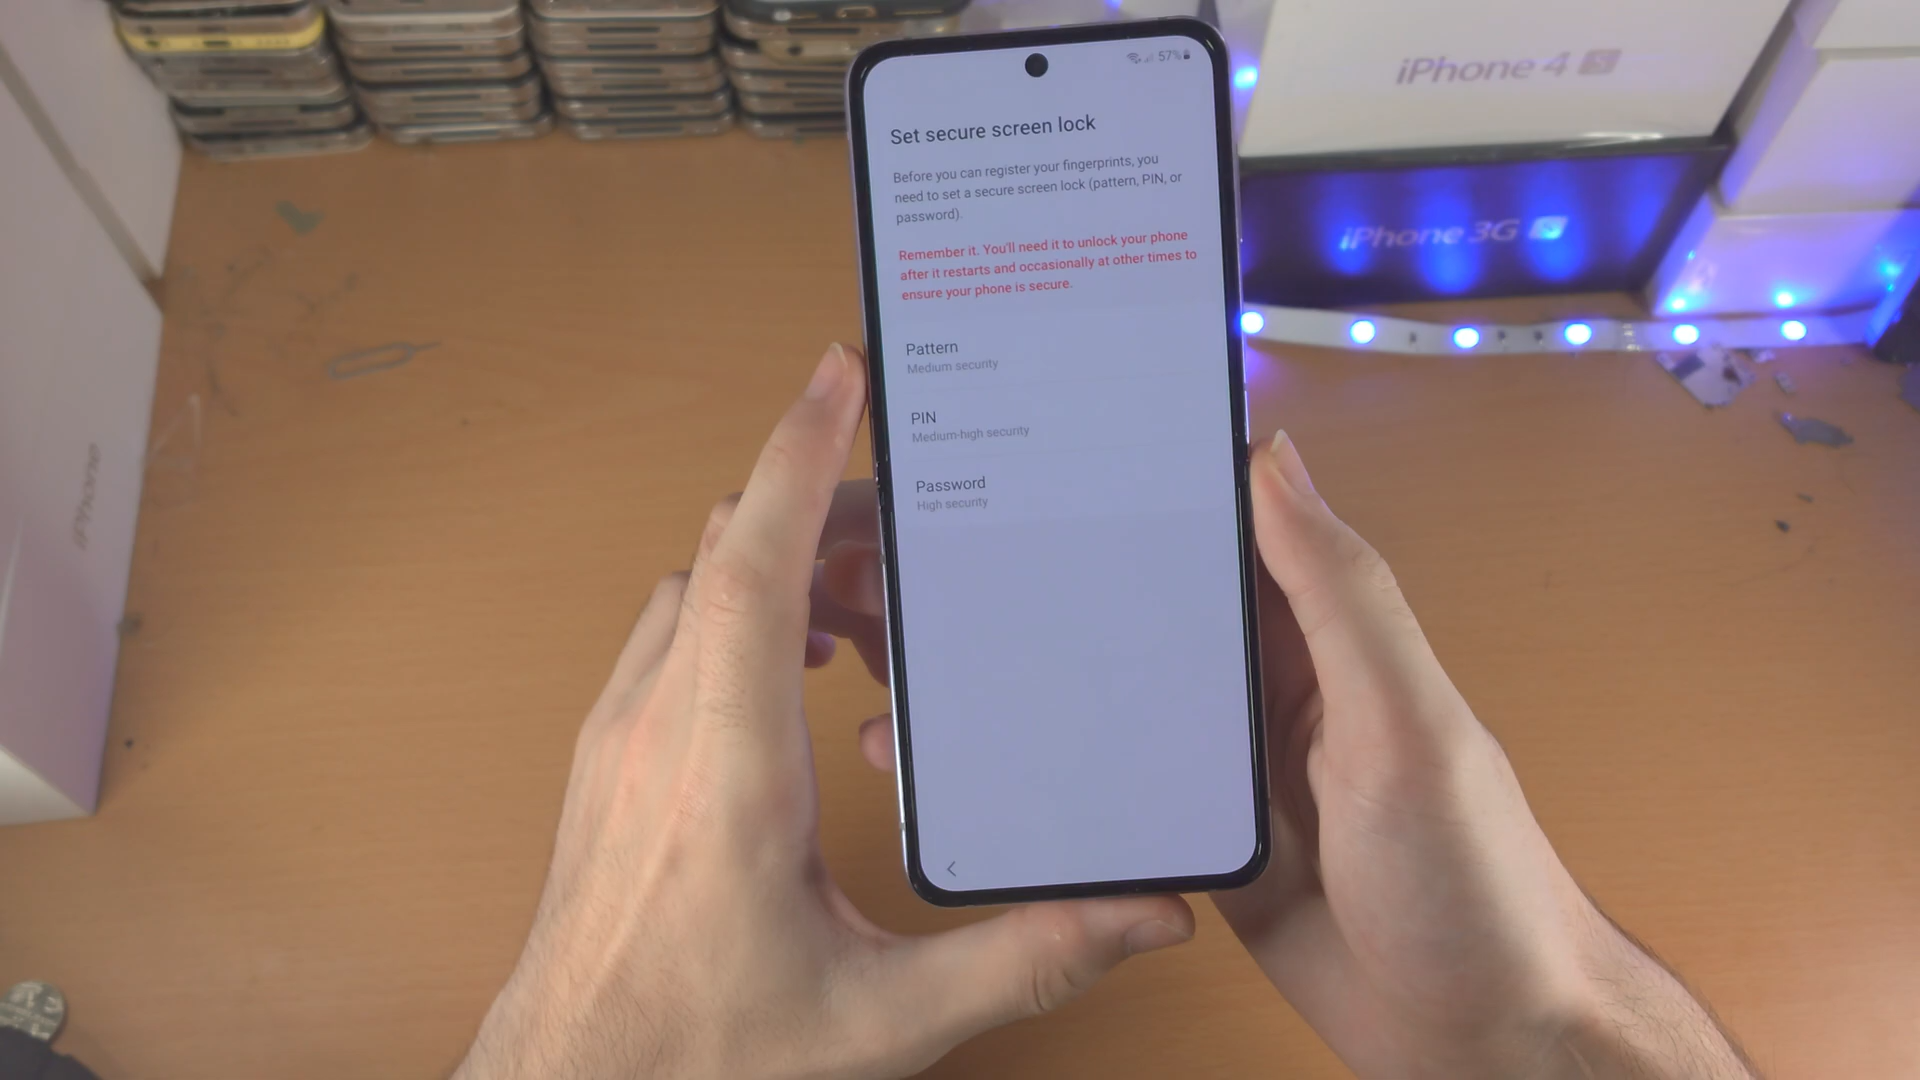 57%
Set secure screen lock
Before you can register your fingerprints, you
need to set a secure screen lock (pattern, PIN, or
password).
Remember it. You'll need it to unlock your phone
after it restarts and occasionally at other times to
ensure your phone is secure.
Pattern
Medium security
PIN
Medium-high security
Password
High security
iPhone 4 S
iPhone 3G S
iPhone